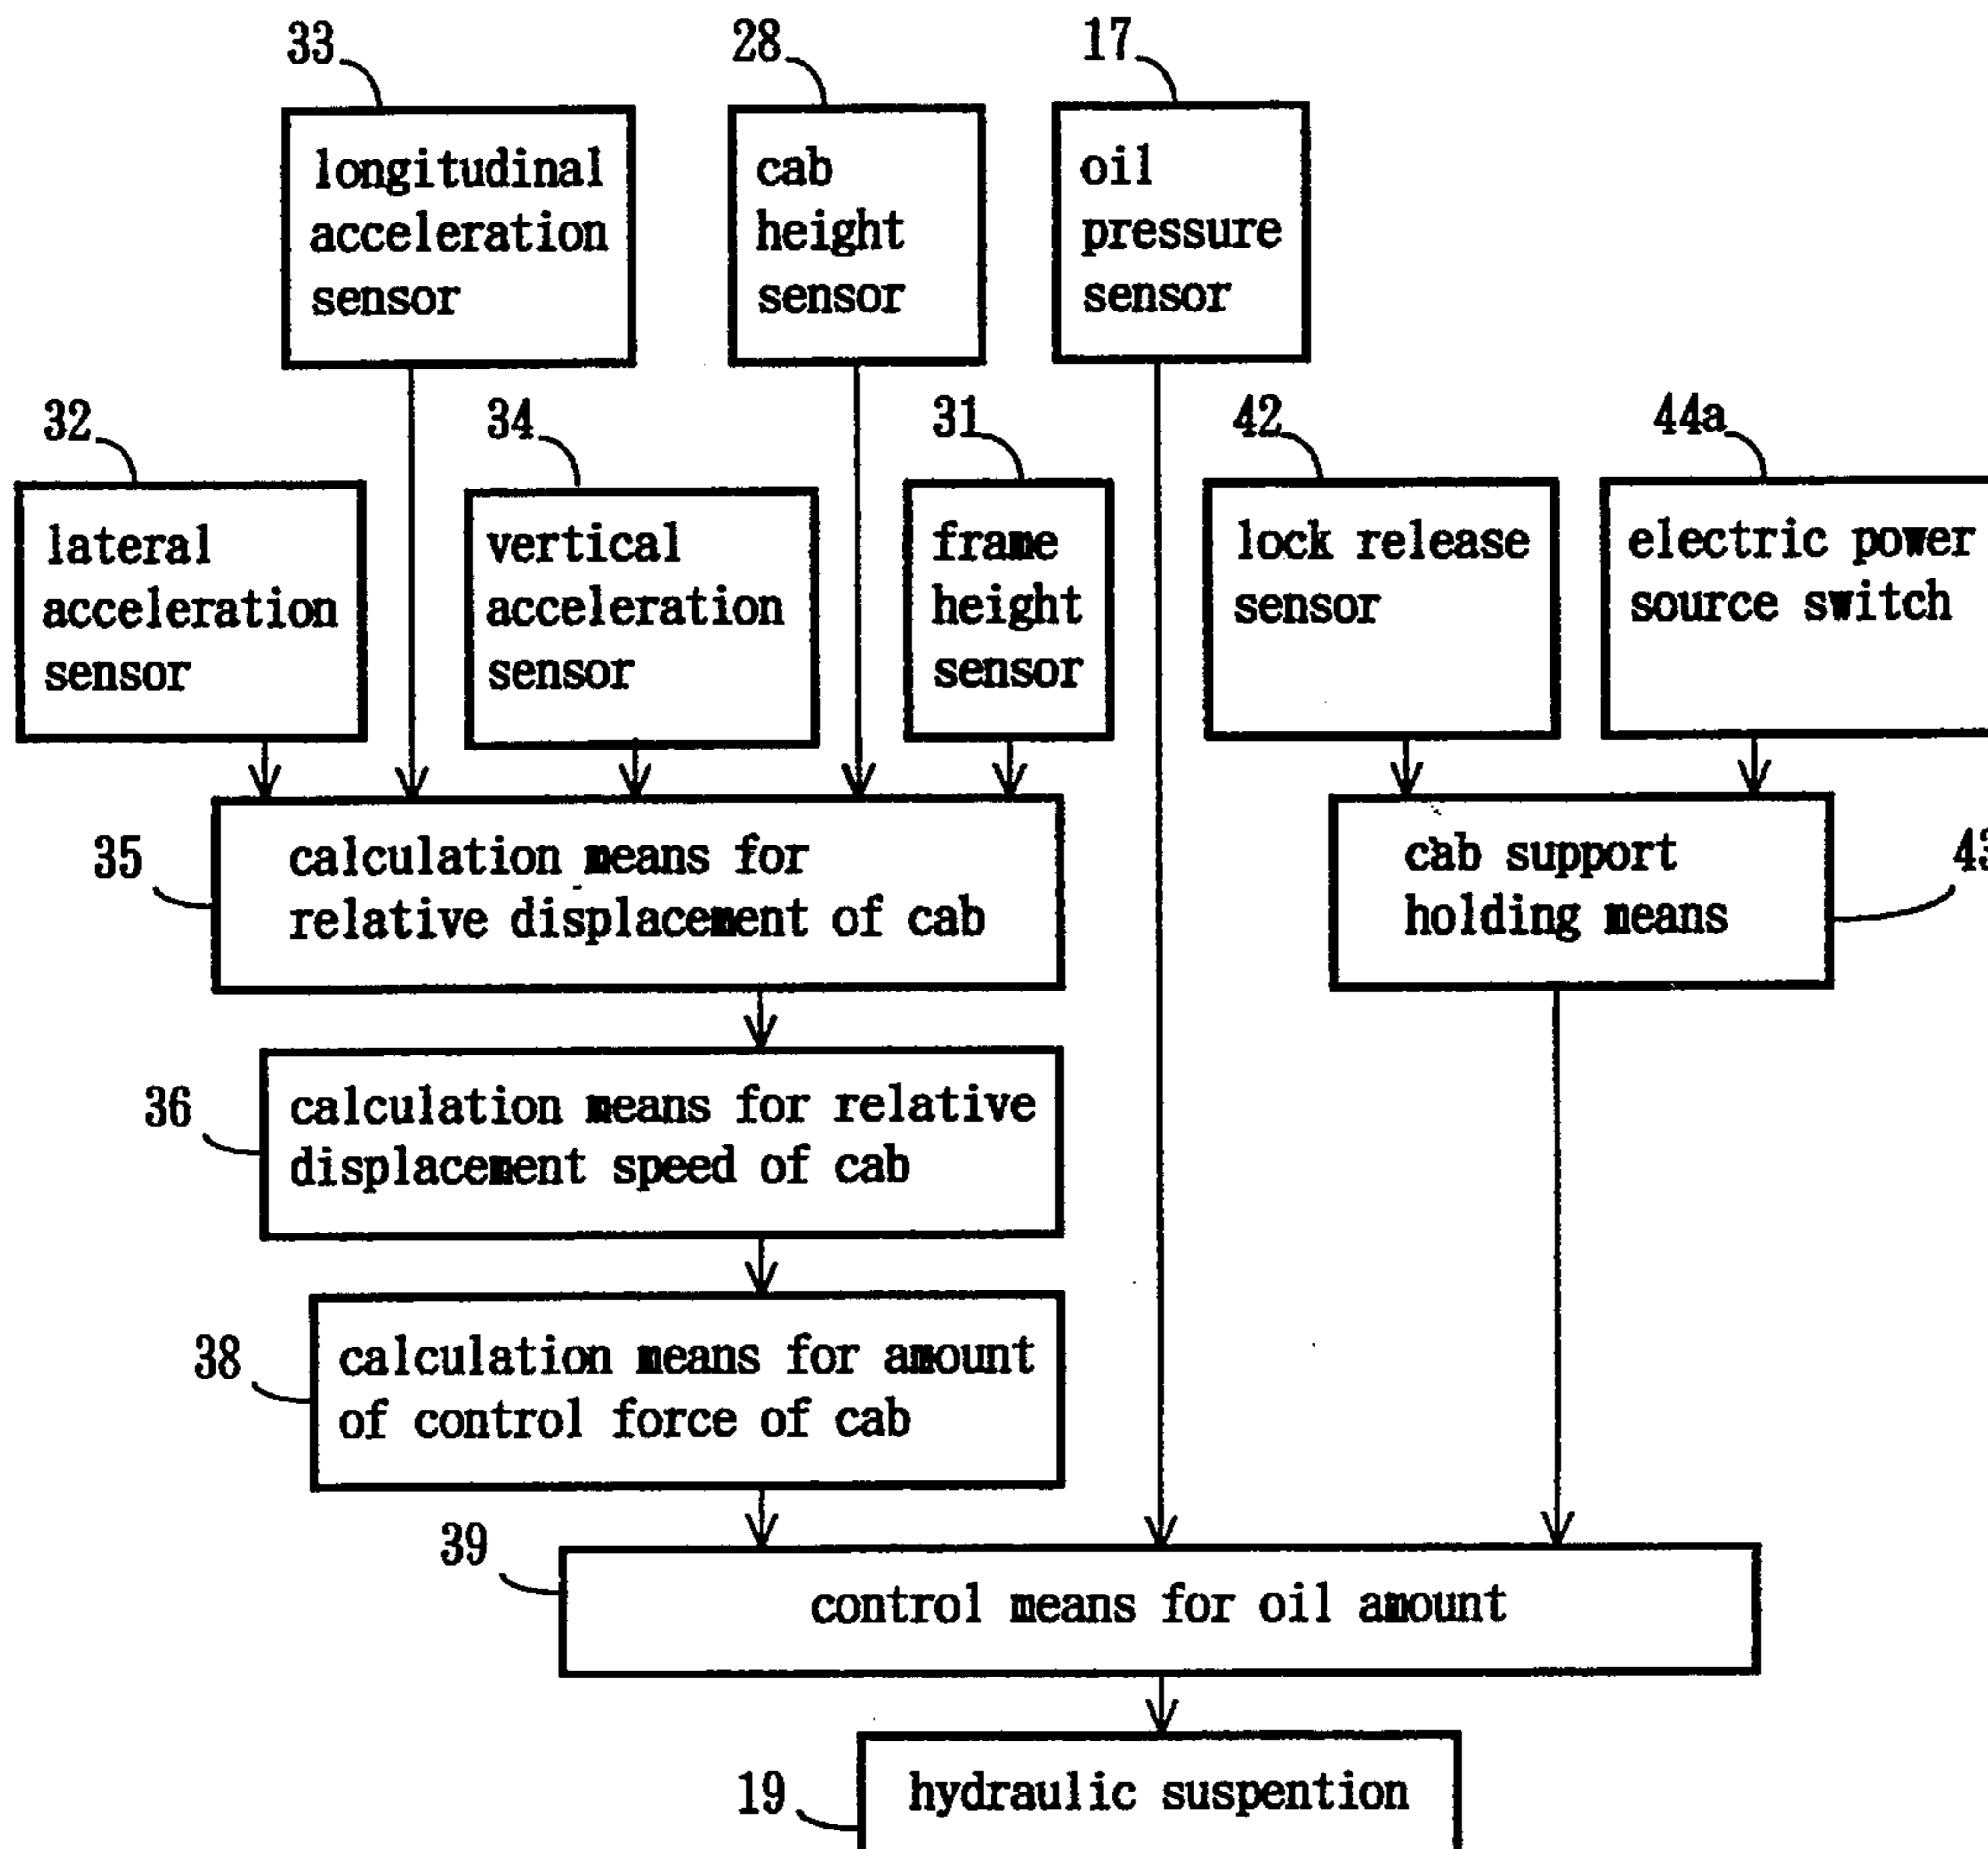 33
28
17
longitudinal
acceleration
sensor
cab
height
sensor
oil
pressure
sensor
32
34
31
42
44a
lateral
acceleration
sensor
vertical
acceleration
sensor
frame
height
sensor
lock release
sensor
electric power
source switch
35
calculation means for
relative displacement of cab
cab support
holding means
43
36
calculation means for relative
displacement speed of cab
38
calculation means for amount
of control force of cab
39
control means for oil amount
19
hydraulic suspention